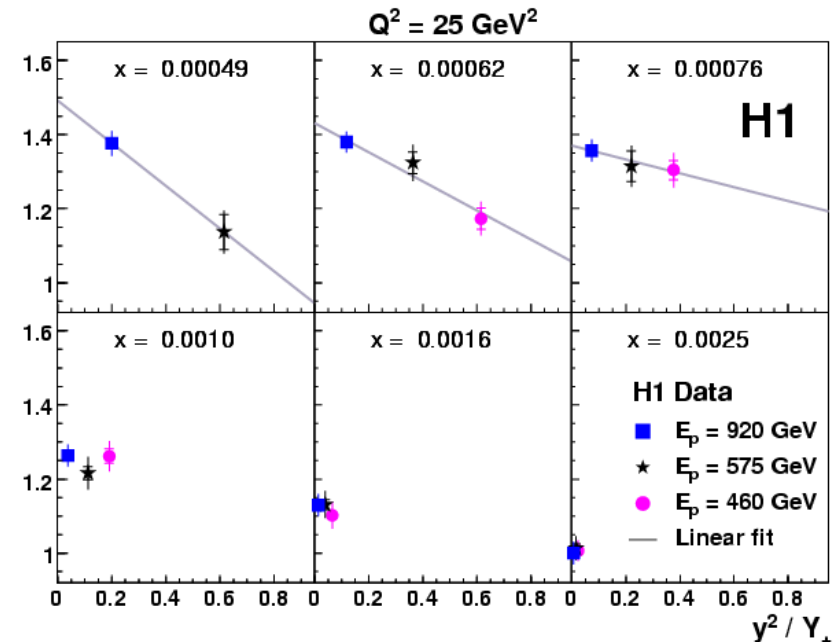 Q² = 25 GeV²
x = 0.00049
x = 0.00062
x = 0.00076
H1
1.6
1.4
1.2
1
x = 0.0010
x = 0.0016
x = 0.0025
1.6
1.4
1.2
1
H1 Data
Eₚ = 920 GeV
Eₚ = 575 GeV
Eₚ = 460 GeV
Linear fit
0 0.2 0.4 0.6 0.8 0 0.2 0.4 0.6 0.8 0 0.2 0.4 0.6 0.8
y² / Y₊